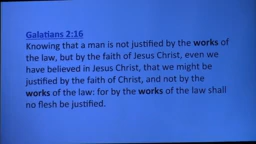 Galatians 2:16
Knowing that a man is not justified by the works of
the law, but by the faith of Jesus Christ, even we
have believed in Jesus Christ, that we might be
justified by the faith of Christ, and not by the
works of the law: for by the works of the law shall
no flesh be justified.